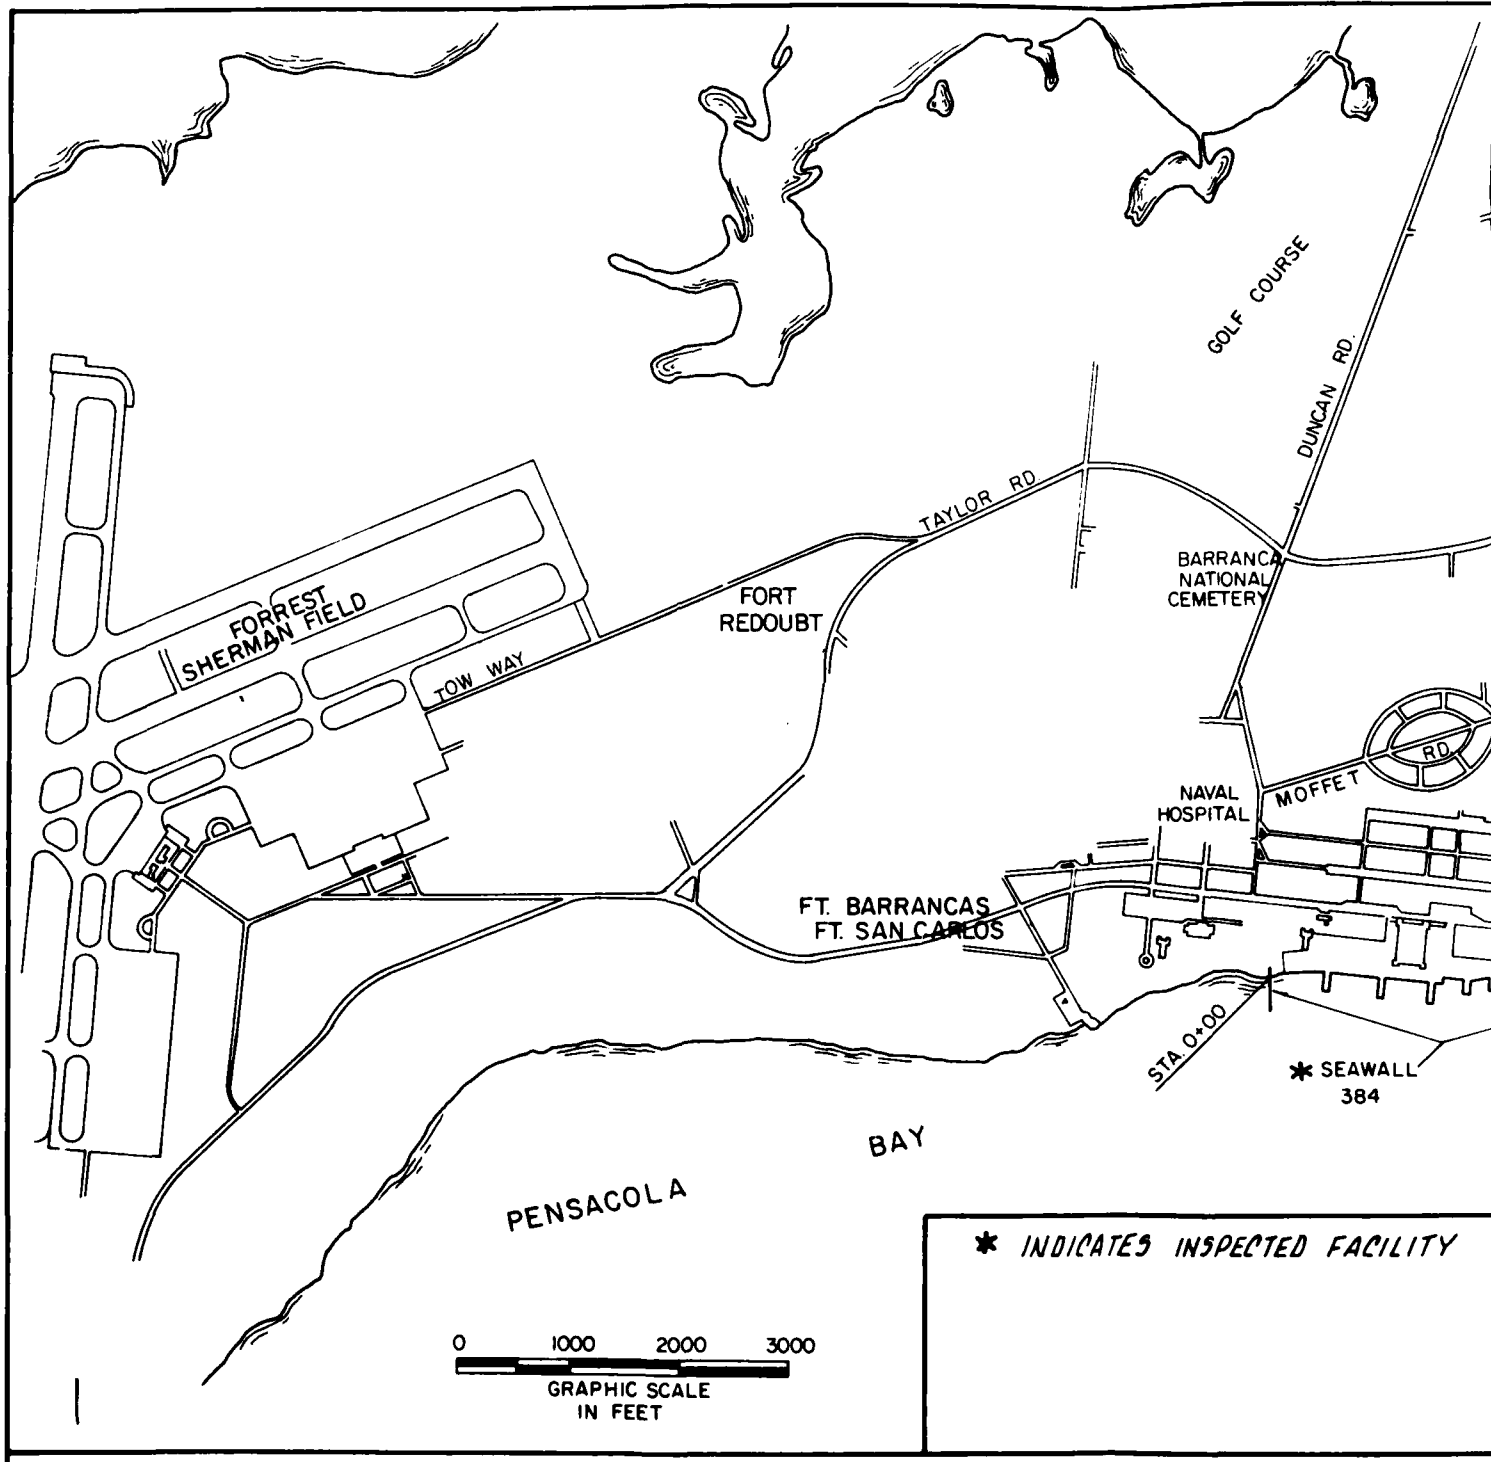 GOLF COURSE
DUNCAN RD.
TAYLOR RD.
BARRANCA
NATIONAL
CEMETERY
FORT
REDOUBT
FORREST
SHERMAN FIELD
TOW WAY
RD.
MOFFET
NAVAL
HOSPITAL
FT. BARRANCAS
FT. SAN CARLOS
STA. 0+00
* SEAWALL
384
BAY
PENSACOLA
* INDICATES INSPECTED FACILITY
0 1000 2000 3000
GRAPHIC SCALE
IN FEET